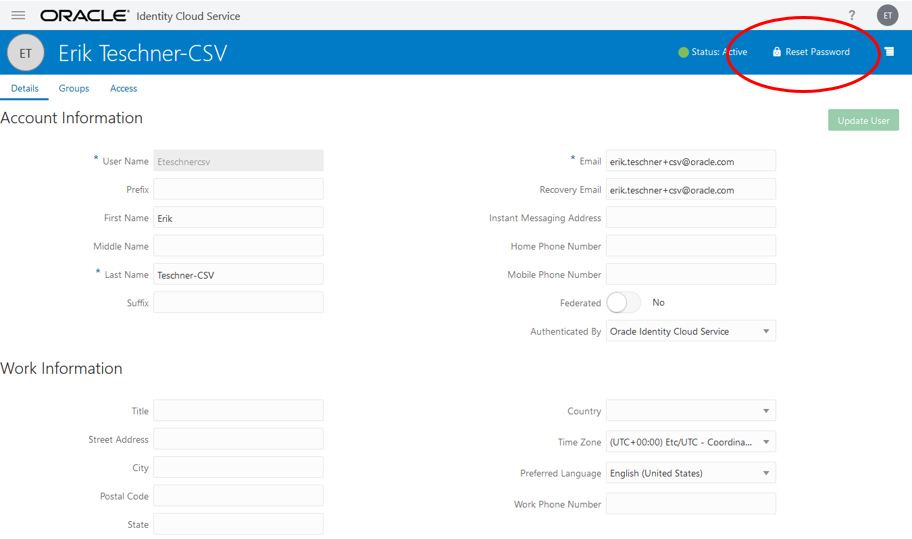 ORACLE® Identity Cloud Service ? ET
ET Erik Teschner-CSV Status: Active Reset Password
Details Groups Access
Account Information Update User
* User Name Eteschnercsv
Prefix
First Name Erik
Middle Name
* Last Name Teschner-CSV
Suffix
* Email erik.teschner+csv@oracle.com
Recovery Email erik.teschner+csv@oracle.com
Instant Messaging Address
Home Phone Number
Mobile Phone Number
Federated No
Authenticated By Oracle Identity Cloud Service
Work Information
Title
Street Address
City
Postal Code
State
Country
Time Zone (UTC+00:00) Etc/UTC - Coordina...
Preferred Language English (United States)
Work Phone Number